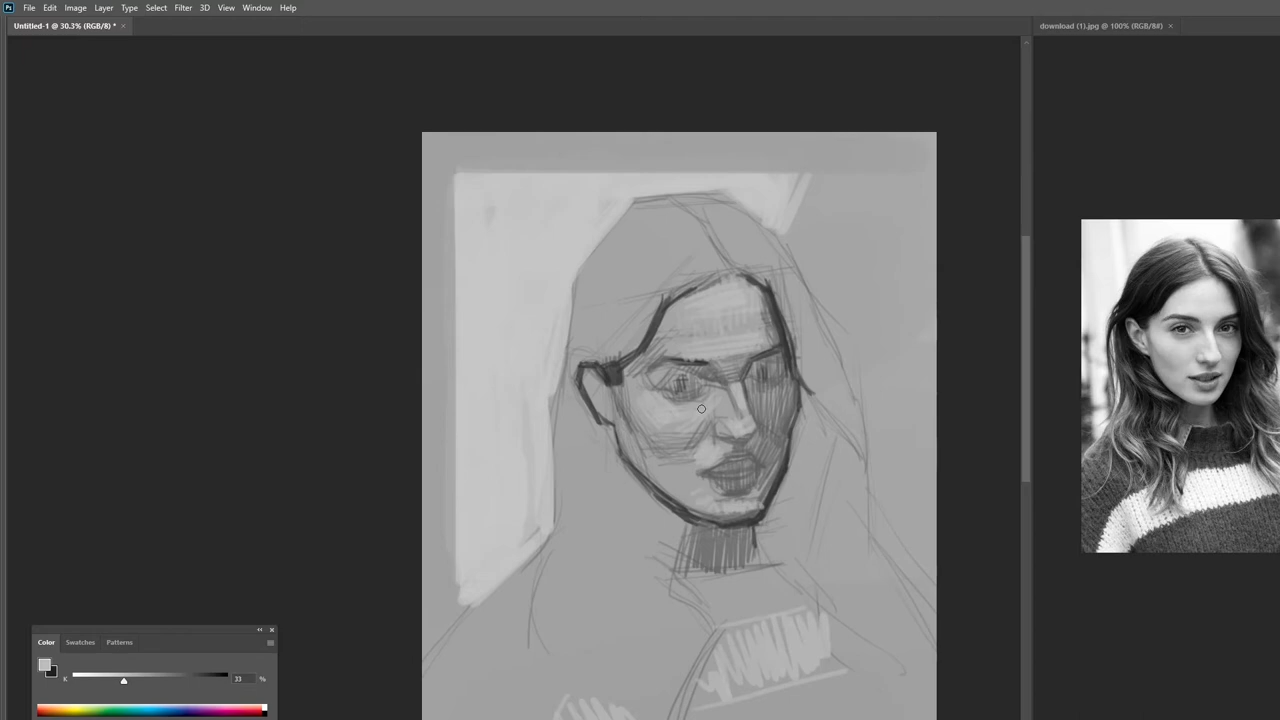 Ps File Edit Image Layer Type Select Filter 3D View Window Help
Untitled-1 @ 30.3% (RGB/8) * ×
download (1).jpg @ 100% (RGB/8#) ×
Color Swatches Patterns
K 33 %